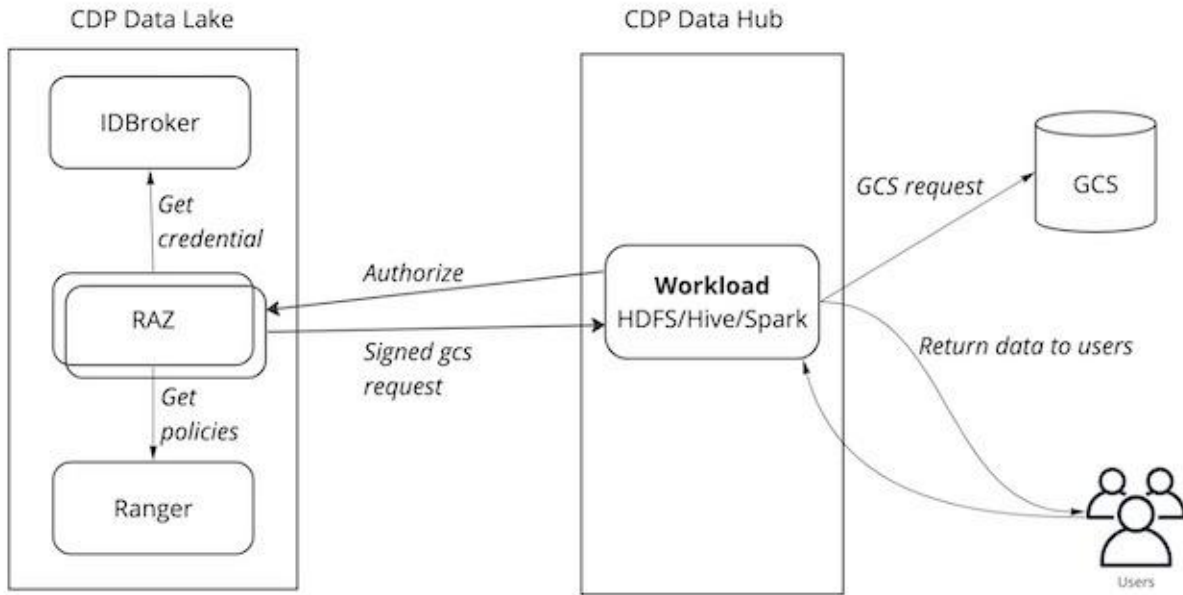 CDP Data Lake
CDP Data Hub
IDBroker
Get
credential
RAZ
Get
policies
Ranger
Authorize
Signed gcs
request
Workload
HDFS/Hive/Spark
GCS request
GCS
Return data to users
Users